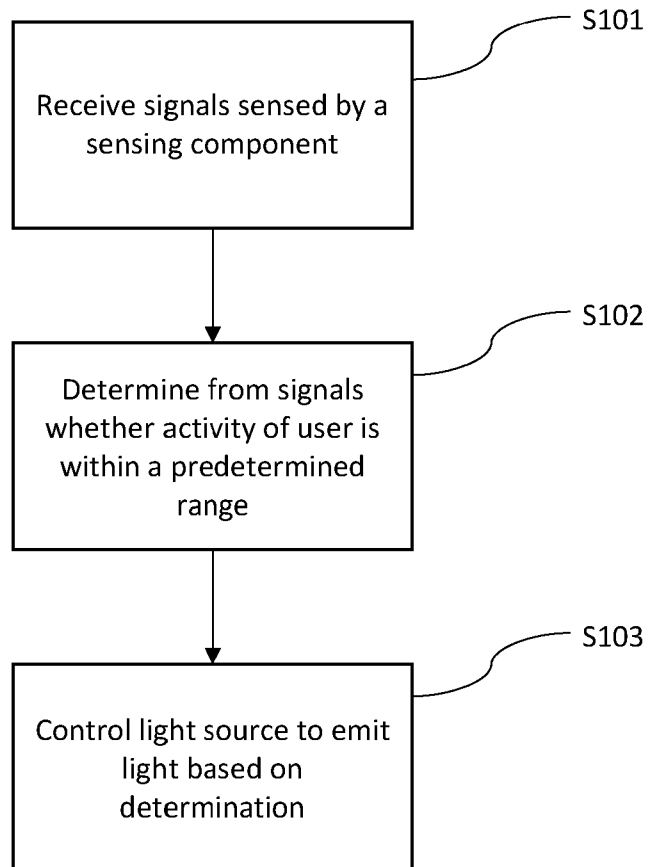 S101
Receive signals sensed by a
sensing component
S102
Determine from signals
whether activity of user is
within a predetermined
range
S103
Control light source to emit
light based on
determination